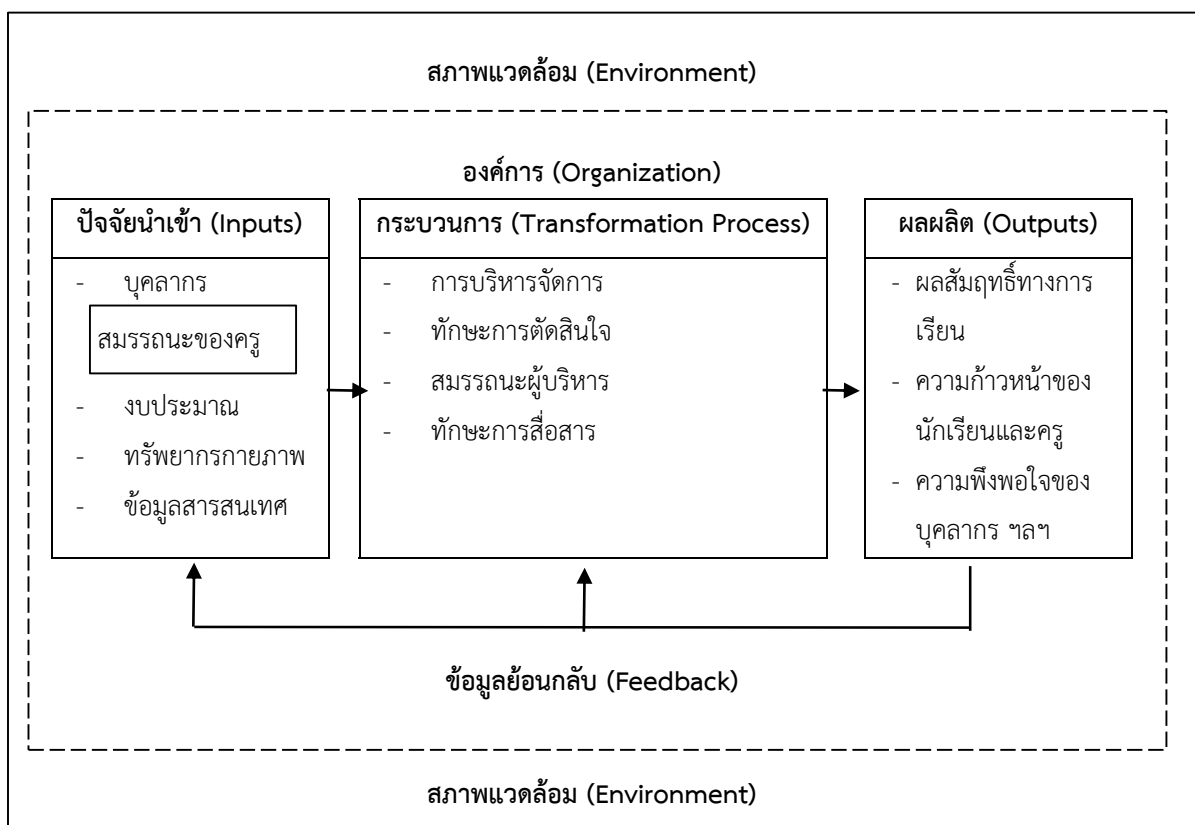 สภาพแวดล้อม (Environment)
องค์การ (Organization)
ปัจจัยนำเข้า (Inputs)
- บุคลากร
สมรรถนะของครู
- งบประมาณ
- ทรัพยากรกายภาพ
- ข้อมูลสารสนเทศ
กระบวนการ (Transformation Process)
- การบริหารจัดการ
- ทักษะการตัดสินใจ
- สมรรถนะผู้บริหาร
- ทักษะการสื่อสาร
ผลผลิต (Outputs)
- ผลสัมฤทธิ์ทางการ
เรียน
- ความก้าวหน้าของ
นักเรียนและครู
- ความพึงพอใจของ
บุคลากร ฯลฯ
ข้อมูลย้อนกลับ (Feedback)
สภาพแวดล้อม (Environment)